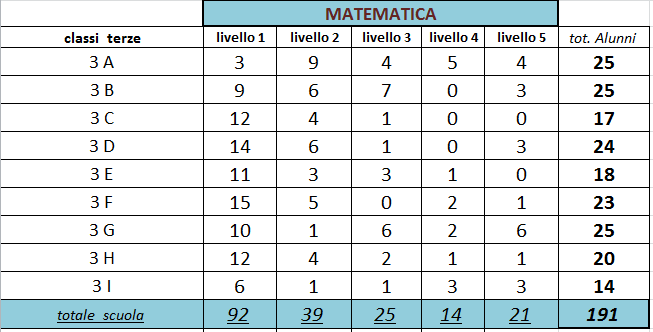 MATEMATICA
classi terze livello 1 livello 2 livello 3 livello 4 livello 5 tot. Alunni
3 A 3 9 4 5 4 25
3 B 9 6 7 0 3 25
3 C 12 4 1 0 0 17
3 D 14 6 1 0 3 24
3 E 11 3 3 1 0 18
3 F 15 5 0 2 1 23
3 G 10 1 6 2 6 25
3 H 12 4 2 1 1 20
3 I 6 1 1 3 3 14
totale scuola 92 39 25 14 21 191